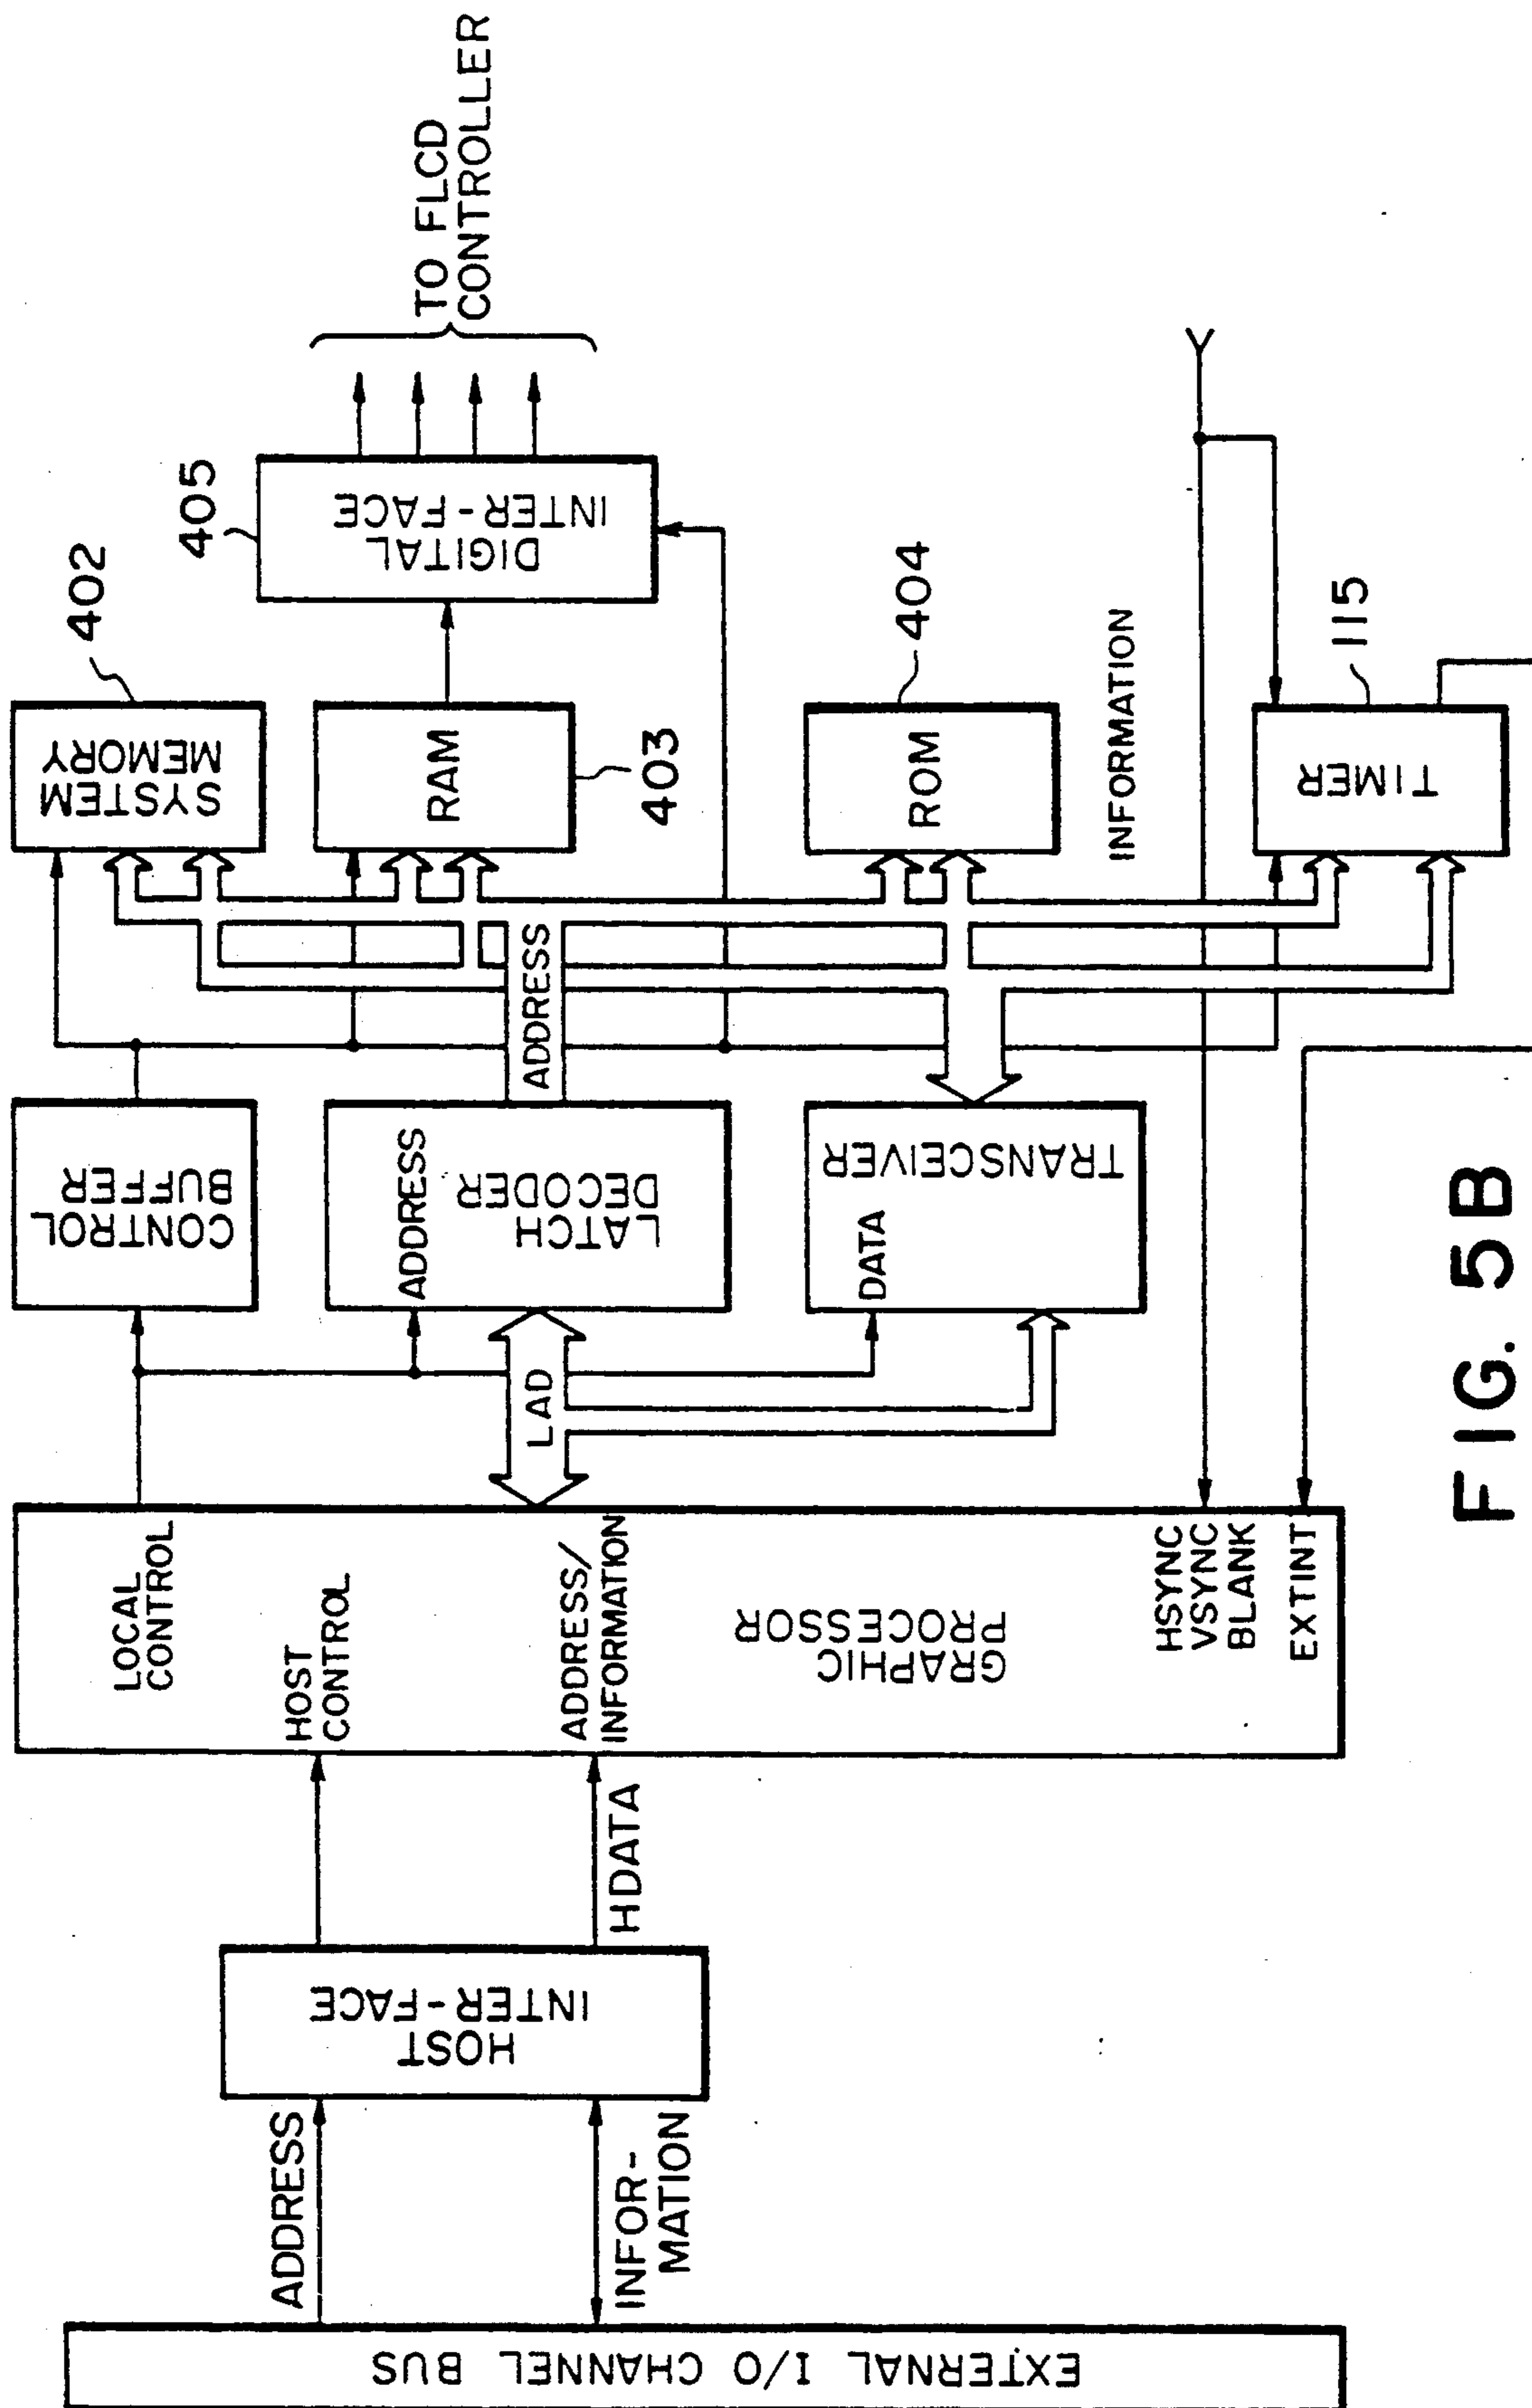 EXTERNAL I/O CHANNEL BUS
ADDRESS
INFOR-
MATION
HOST
INTER-FACE
HDATA
LOCAL
CONTROL
HOST
CONTROL
ADDRESS/
INFORMATION
GRAPHIC
PROCESSOR
HSYNC
VSYNC
BLANK
EXTINT
LAD
CONTROL
BUFFER
ADDRESS
LATCH
DECODER
DATA
TRANSCEIVER
ADDRESS
SYSTEM
MEMORY
402
RAM
403
ROM
404
INFORMATION
TIMER
115
DIGITAL
INTER-FACE
405
TO FLCD
CONTROLLER
Y
FIG. 5B